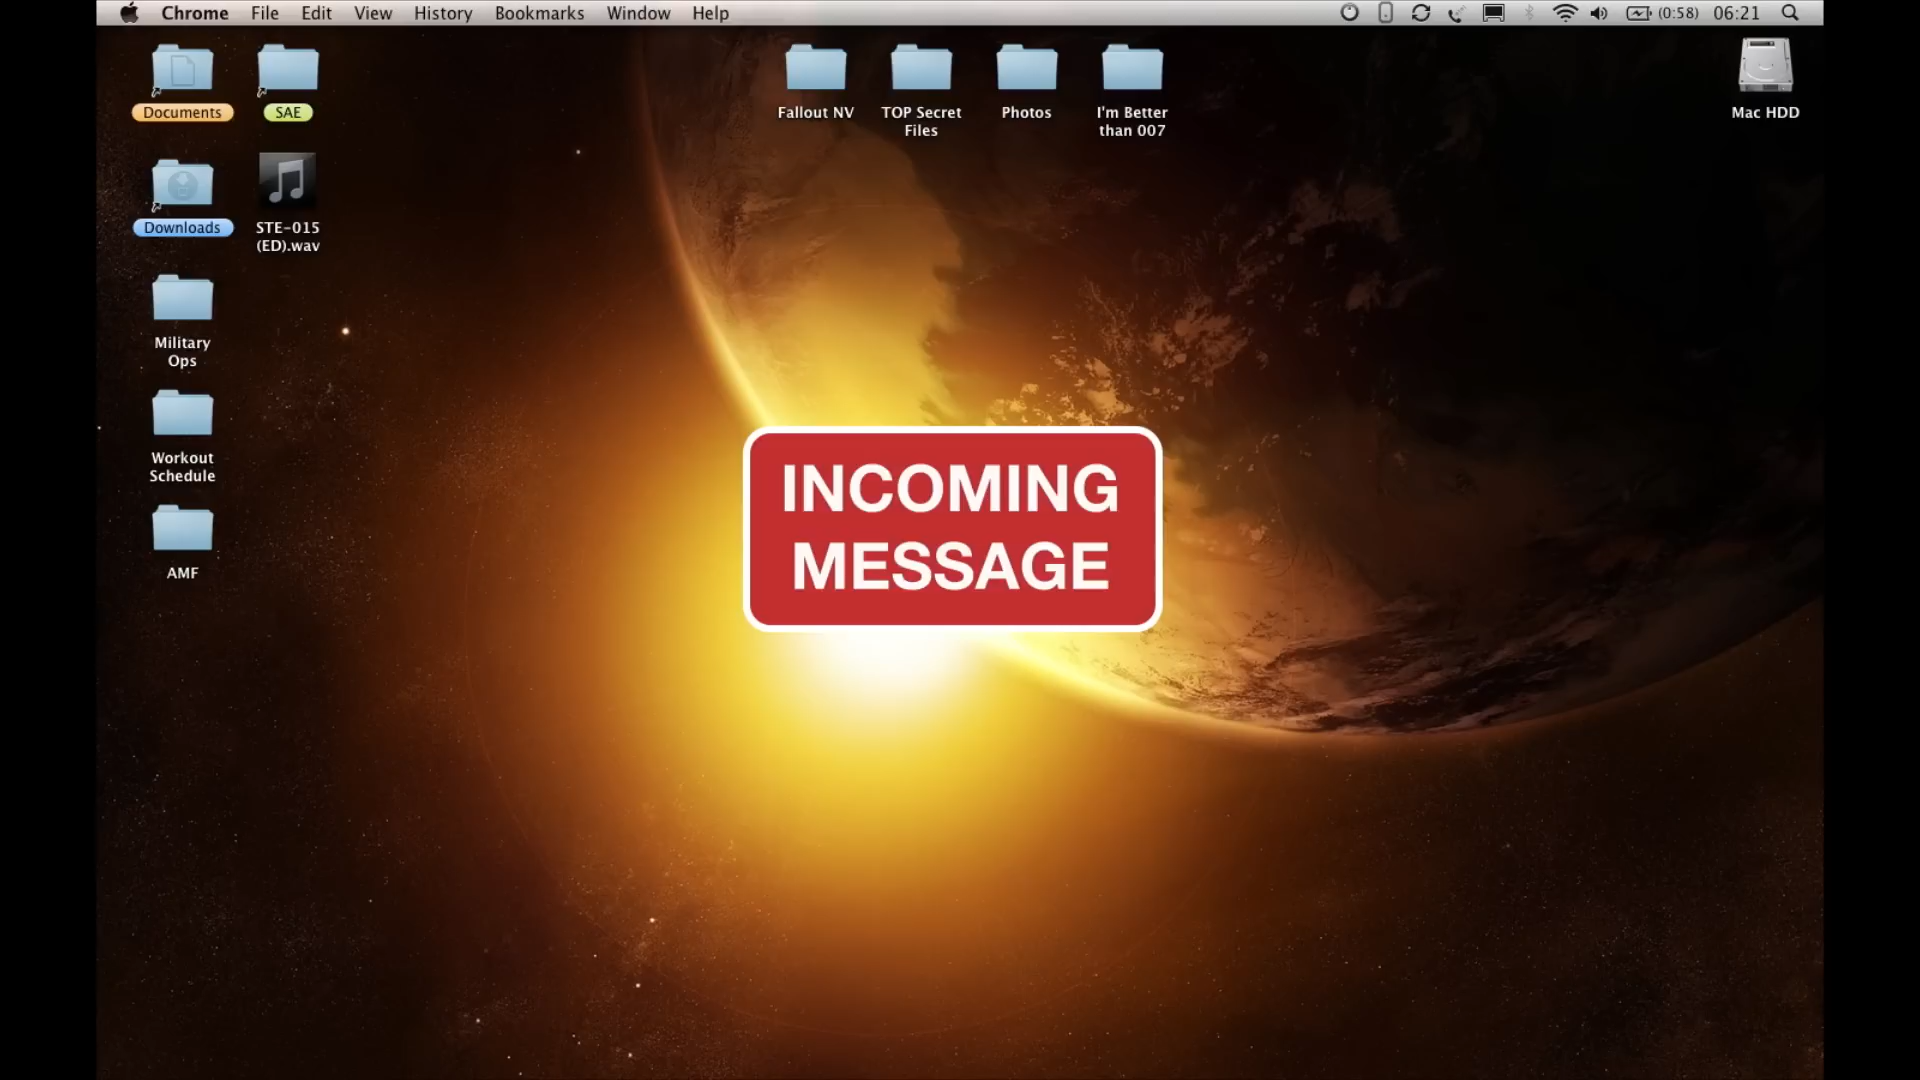 Chrome File Edit View History Bookmarks Window Help (0:58) 06:21
Documents SAE Fallout NV TOP Secret Files Photos I'm Better than 007 Mac HDD
Downloads STE-015 (ED).wav
Military Ops
Workout Schedule
AMF
INCOMING
MESSAGE